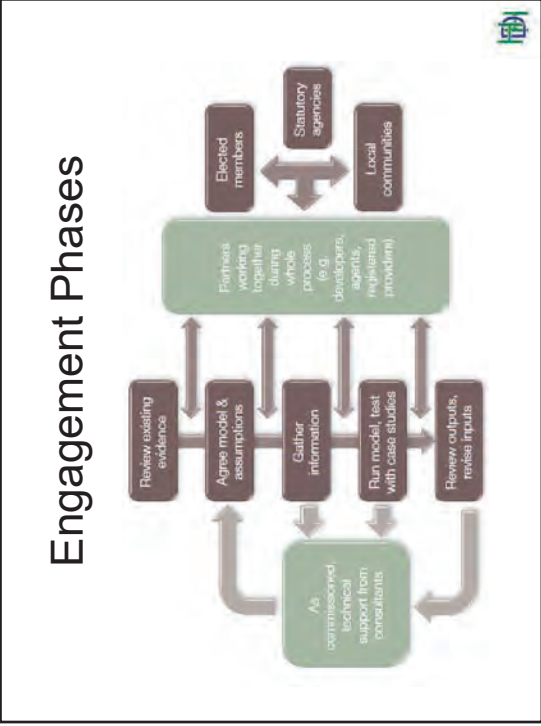 Engagement Phases
Review existing
evidence
Agree model &
assumptions
Gather
information
Run model, test
with case studies
Review outputs,
revise inputs
As
commissioned,
technical
support from
consultants
Partners
working
together
during
whole
process
(e.g.
developers,
agents,
registered
providers)
Elected
members
Statutory
agencies
Local
communities